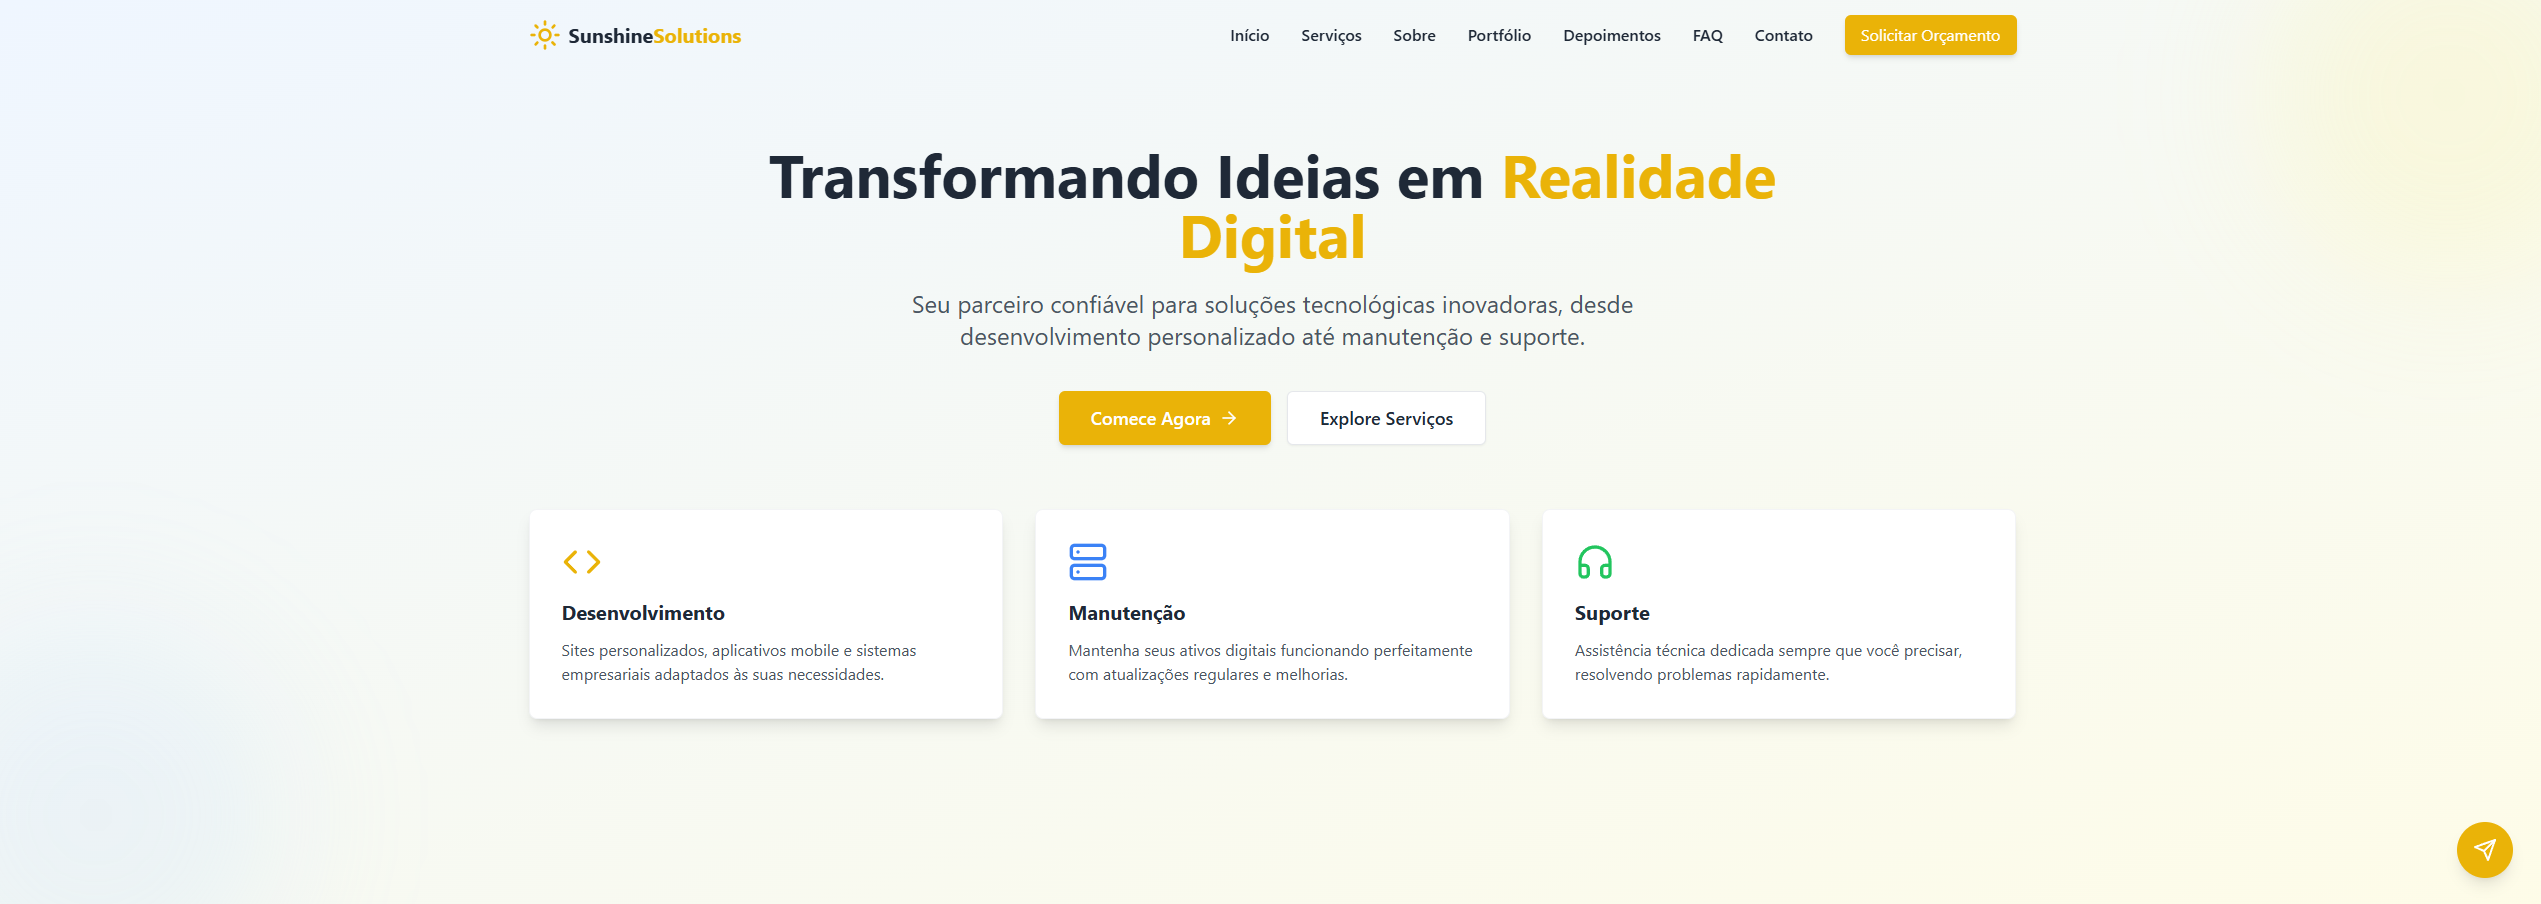 SunshineSolutions
Início
Serviços
Sobre
Portfólio
Depoimentos
FAQ
Contato
Solicitar Orçamento
Transformando Ideias em Realidade
Digital
Seu parceiro confiável para soluções tecnológicas inovadoras, desde
desenvolvimento personalizado até manutenção e suporte.
Comece Agora
Explore Serviços
Desenvolvimento
Sites personalizados, aplicativos mobile e sistemas
empresariais adaptados às suas necessidades.
Manutenção
Mantenha seus ativos digitais funcionando perfeitamente
com atualizações regulares e melhorias.
Suporte
Assistência técnica dedicada sempre que você precisar,
resolvendo problemas rapidamente.